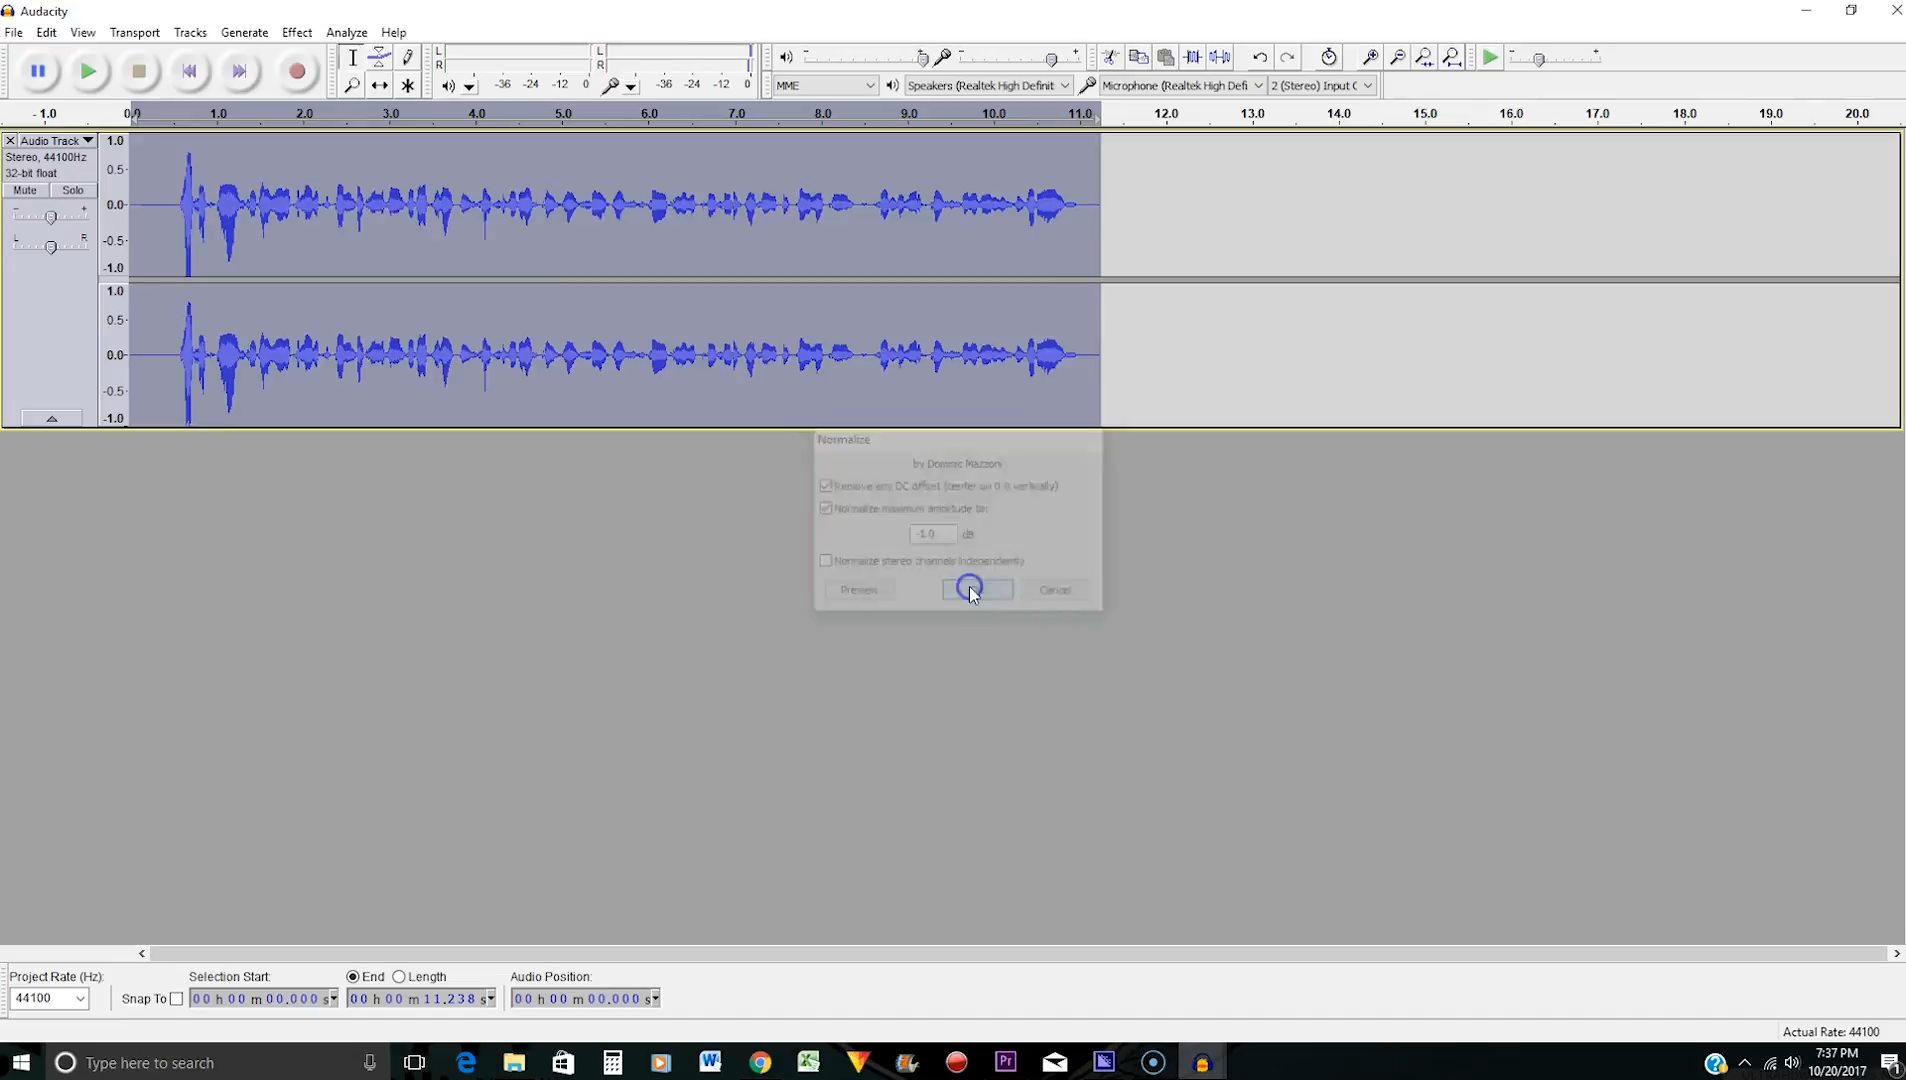 Audacity
File Edit View Transport Tracks Generate Effect Analyze Help
L
R
-36 -24 -12 0
L
R
-36 -24 -12 0
MME
Speakers (Realtek High Definit
Microphone (Realtek High Defi
2 (Stereo) Input C
- 1.0 0.0 1.0 2.0 3.0 4.0 5.0 6.0 7.0 8.0 9.0 10.0 11.0 12.0 13.0 14.0 15.0 16.0 17.0 18.0 19.0 20.0
Audio Track
Stereo, 44100Hz
32-bit float
Mute Solo
- +
L R
1.0
0.5-
0.0-
-0.5-
-1.0
1.0
0.5-
0.0-
-0.5-
-1.0
Normalize
by Dominic Mazzoni
Remove any DC offset (center on 0.0 vertically)
Normalize maximum amplitude to:
-1.0 dB
Normalize stereo channels independently
Preview Cancel
Project Rate (Hz): Selection Start: End Length Audio Position:
44100 Snap To 00 h 00 m 00.000 s 00 h 00 m 11.238 s 00 h 00 m 00.000 s
Actual Rate: 44100
Type here to search
7:37 PM
10/20/2017